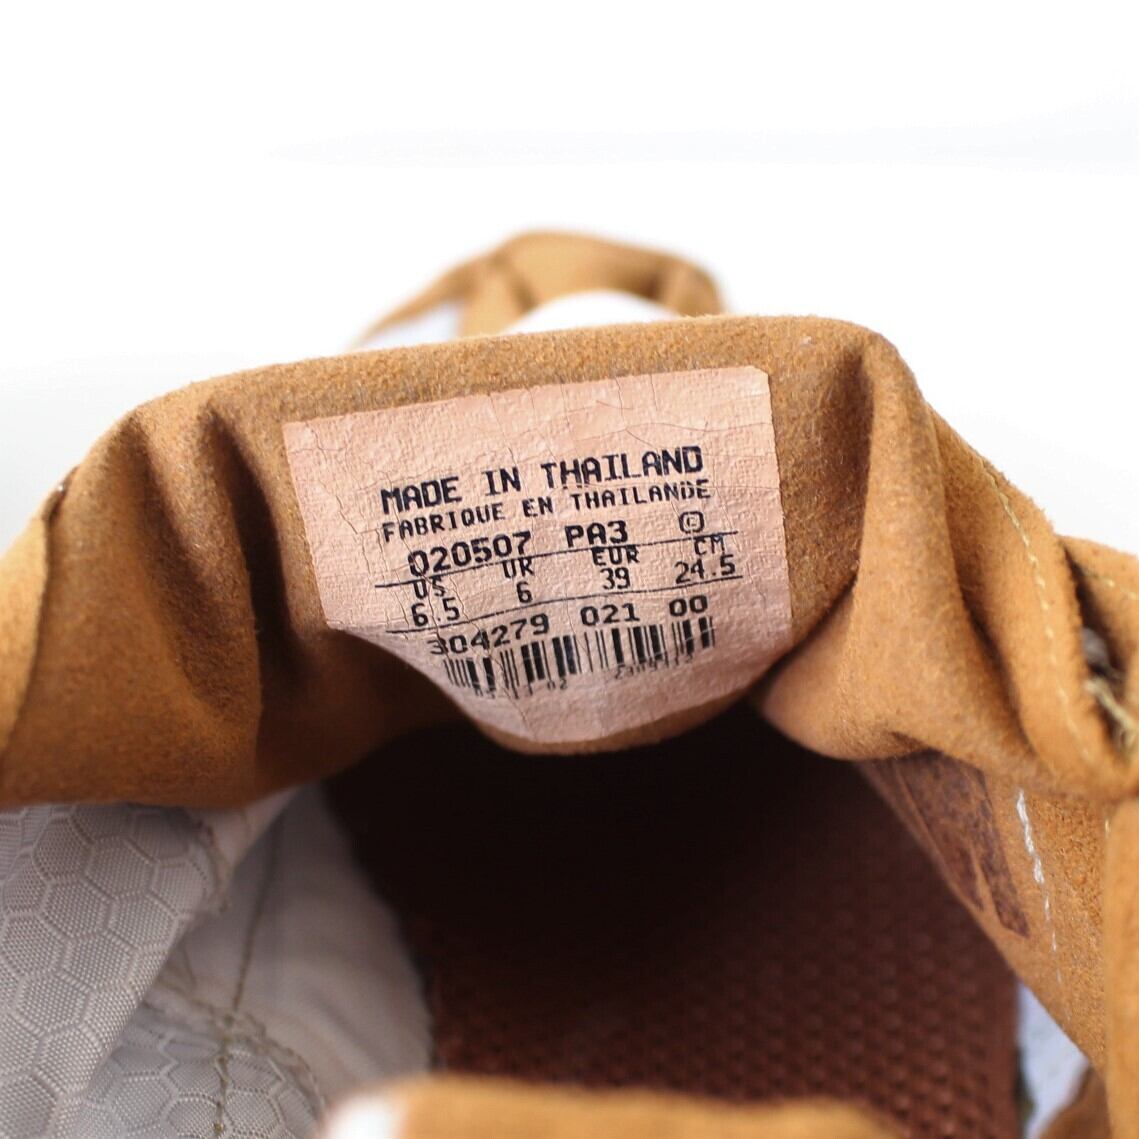 MADE IN THAILAND
FABRIQUE EN THAILANDE
020507 PA3 ©
US UK EUR CM
6.5 6 39 24.5
304279 021 00